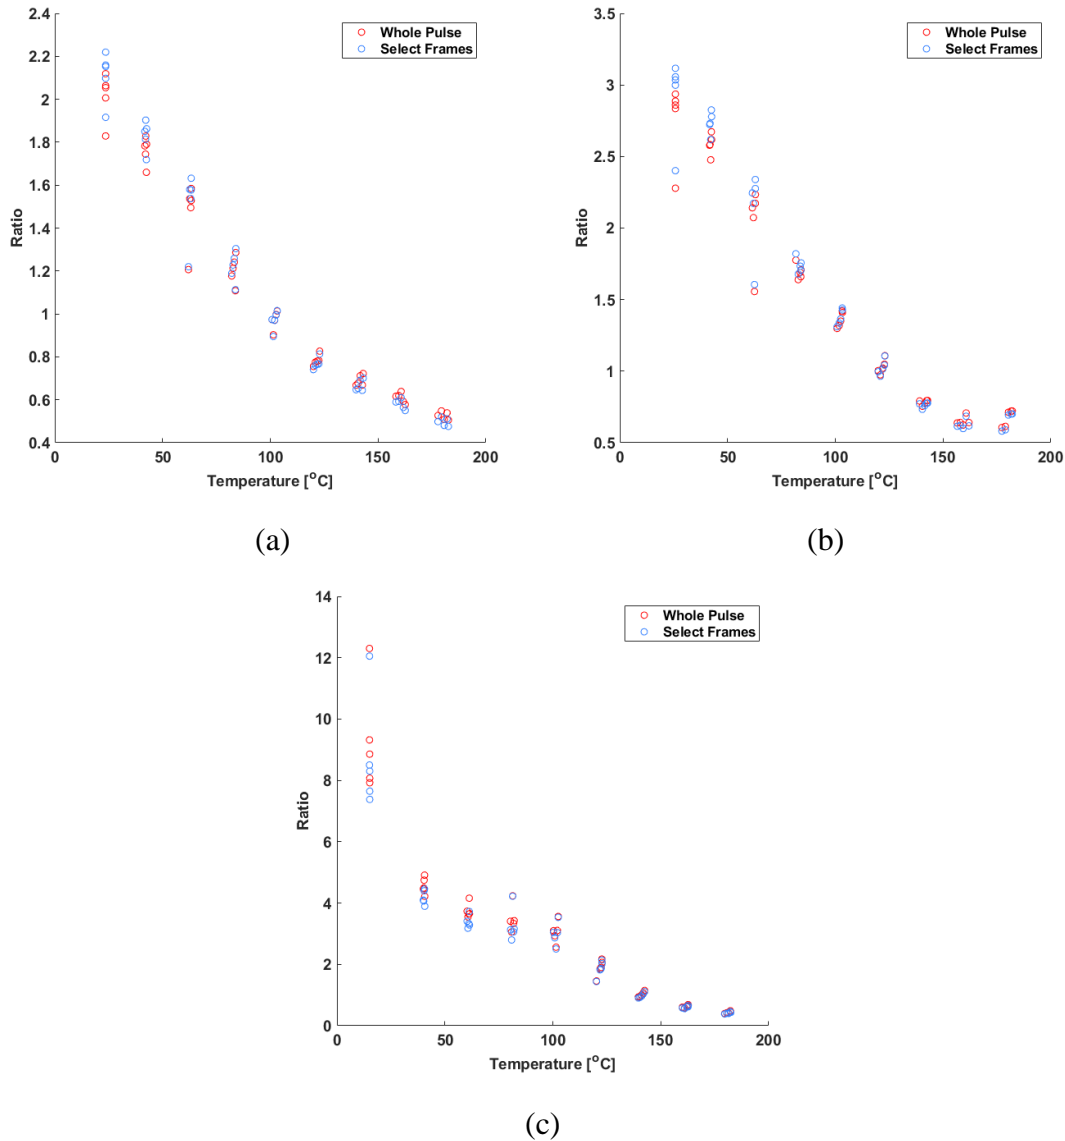 2.4
2.2
2
1.8
1.6
1.4
1.2
1
0.8
0.6
0.4
Ratio
0 50 100 150 200
Temperature [°C]
Whole Pulse
Select Frames
(a)
3.5
3
2.5
2
1.5
1
0.5
Ratio
0 50 100 150 200
Temperature [°C]
Whole Pulse
Select Frames
(b)
14
12
10
8
6
4
2
0
Ratio
0 50 100 150 200
Temperature [°C]
Whole Pulse
Select Frames
(c)